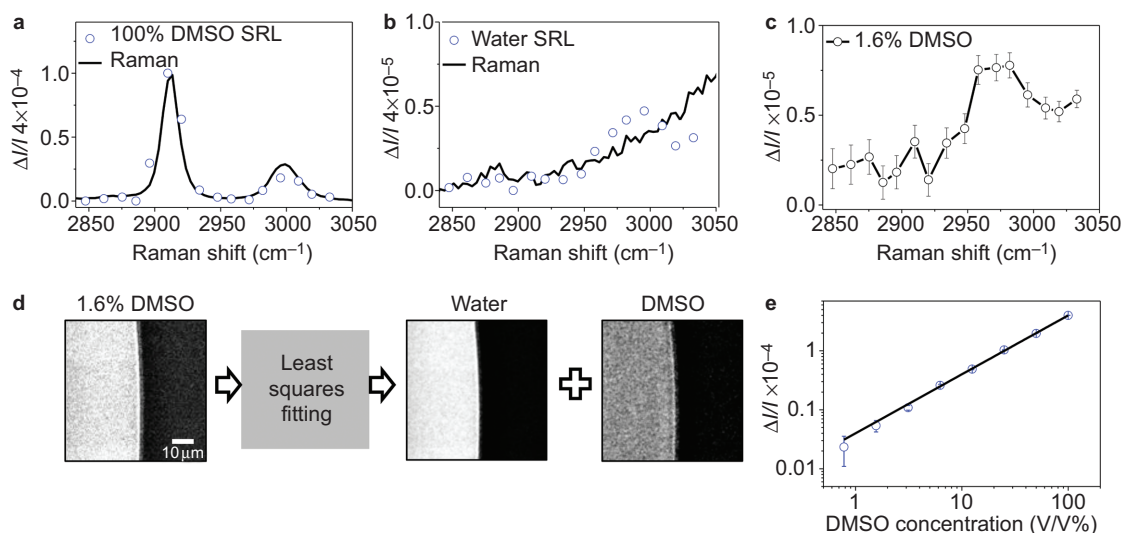 a
100% DMSO SRL
Raman
ΔI/I 4×10–4
1.0
0.5
0.0
2850 2900 2950 3000 3050
Raman shift (cm–1)
b
Water SRL
Raman
ΔI/I 4×10–5
1.0
0.5
0.0
2850 2900 2950 3000 3050
Raman shift (cm–1)
c
1.6% DMSO
ΔI/I ×10–5
1.0
0.5
0.0
2850 2900 2950 3000 3050
Raman shift (cm–1)
d
1.6% DMSO
10 μm
Least
squares
fitting
Water
DMSO
e
ΔI/I ×10–4
1
0.1
0.01
1 10 100
DMSO concentration (V/V%)